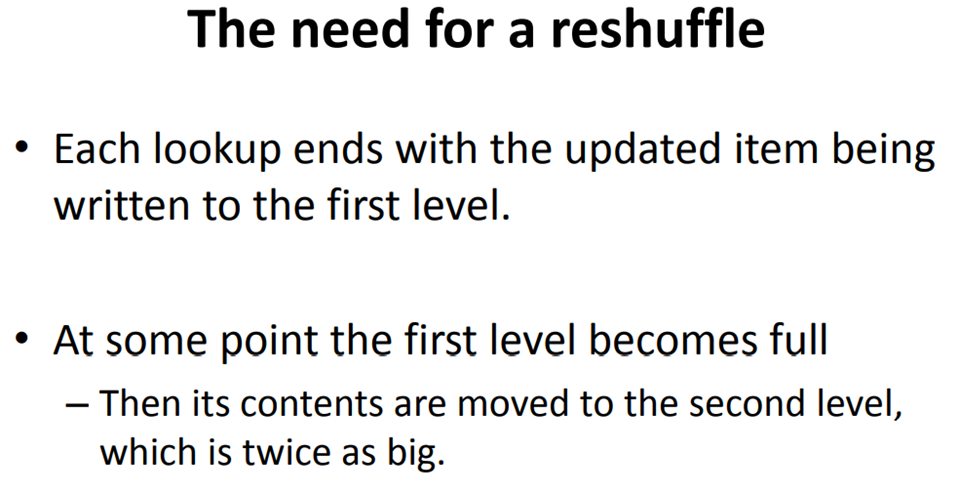 The need for a reshuffle
• Each lookup ends with the updated item being
written to the first level.
• At some point the first level becomes full
– Then its contents are moved to the second level,
which is twice as big.